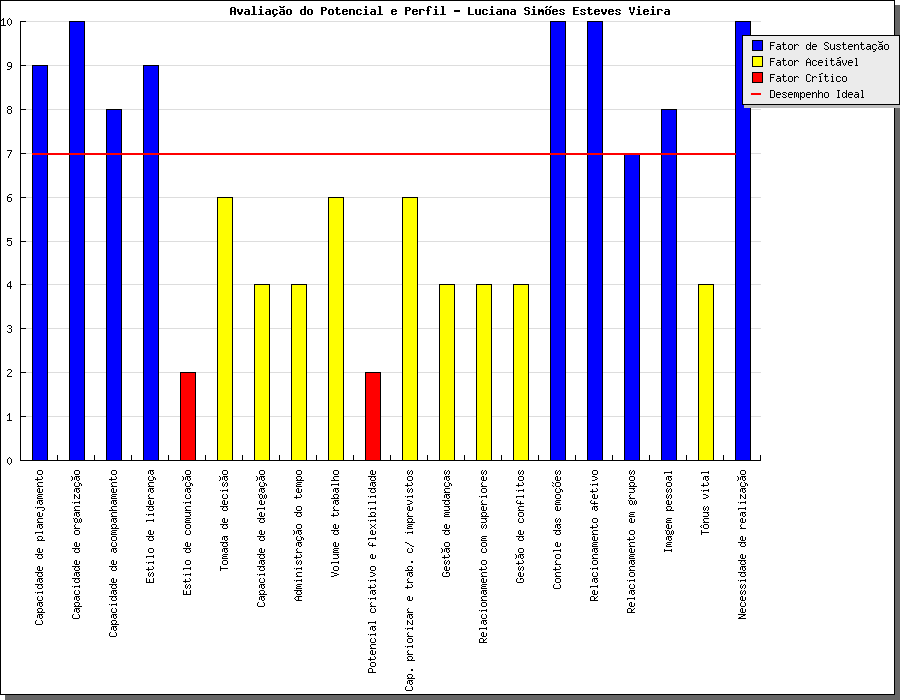 Avaliação do Potencial e Perfil - Luciana Simões Esteves Vieira
Fator de Sustentação
Fator Aceitável
Fator Crítico
Desempenho Ideal
10
9
8
7
6
5
4
3
2
1
0
Capacidade de planejamento
Capacidade de organização
Capacidade de acompanhamento
Estilo de liderança
Estilo de comunicação
Tomada de decisão
Capacidade de delegação
Administração do tempo
Volume de trabalho
Potencial criativo e flexibilidade
Cap. priorizar e trab. c/ imprevistos
Gestão de mudanças
Relacionamento com superiores
Gestão de conflitos
Controle das emoções
Relacionamento afetivo
Relacionamento em grupos
Imagem pessoal
Tônus vital
Necessidade de realização